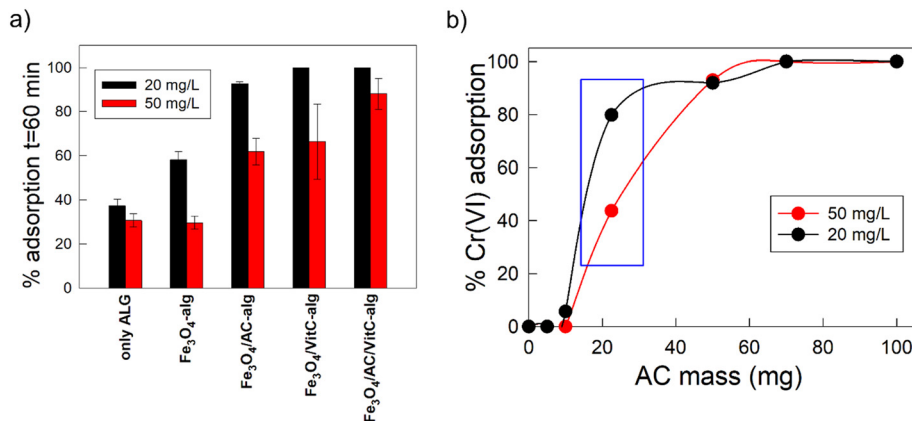 a)
% adsorption t=60 min
100
80
60
40
20
0
20 mg/L
50 mg/L
only ALG
Fe₃O₄-alg
Fe₃O₄/AC-alg
Fe₃O₄/VitC-alg
Fe₃O₄/AC/VitC-alg
b)
% Cr(VI) adsorption
100
80
60
40
20
0
50 mg/L
20 mg/L
0 20 40 60 80 100
AC mass (mg)